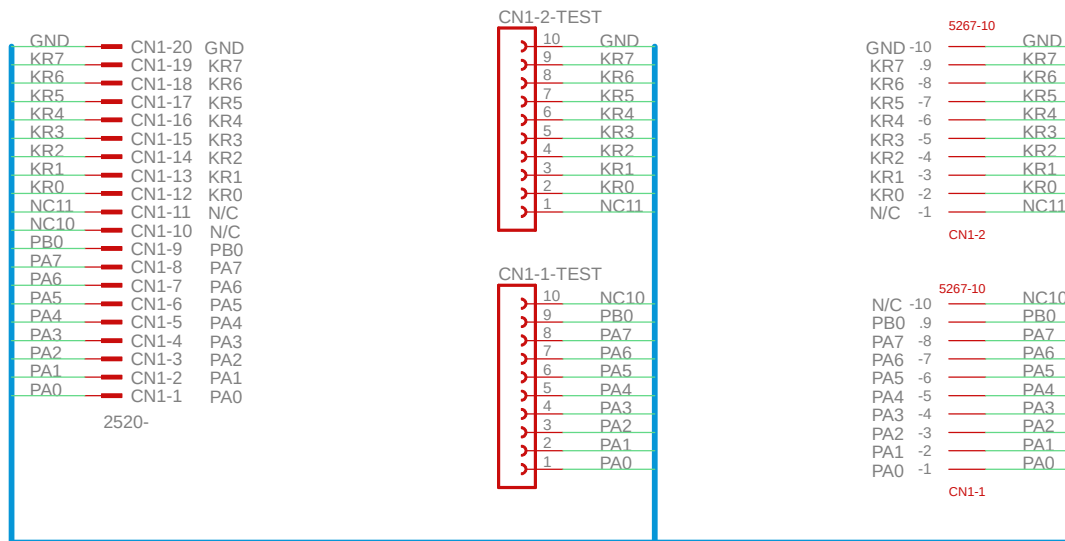 GND CN1-20 GND
KR7 CN1-19 KR7
KR6 CN1-18 KR6
KR5 CN1-17 KR5
KR4 CN1-16 KR4
KR3 CN1-15 KR3
KR2 CN1-14 KR2
KR1 CN1-13 KR1
KR0 CN1-12 KR0
NC11 CN1-11 N/C
NC10 CN1-10 N/C
PB0 CN1-9 PB0
PA7 CN1-8 PA7
PA6 CN1-7 PA6
PA5 CN1-6 PA5
PA4 CN1-5 PA4
PA3 CN1-4 PA3
PA2 CN1-3 PA2
PA1 CN1-2 PA1
PA0 CN1-1 PA0
2520-
CN1-2-TEST
10 GND
9 KR7
8 KR6
7 KR5
6 KR4
5 KR3
4 KR2
3 KR1
2 KR0
1 NC11
CN1-1-TEST
10 NC10
9 PB0
8 PA7
7 PA6
6 PA5
5 PA4
4 PA3
3 PA2
2 PA1
1 PA0
5267-10
GND -10 GND
KR7 .9 KR7
KR6 -8 KR6
KR5 -7 KR5
KR4 -6 KR4
KR3 -5 KR3
KR2 -4 KR2
KR1 -3 KR1
KR0 -2 KR0
N/C -1 NC11
CN1-2
5267-10
N/C -10 NC10
PB0 .9 PB0
PA7 -8 PA7
PA6 -7 PA6
PA5 -6 PA5
PA4 -5 PA4
PA3 -4 PA3
PA2 -3 PA2
PA1 -2 PA1
PA0 -1 PA0
CN1-1